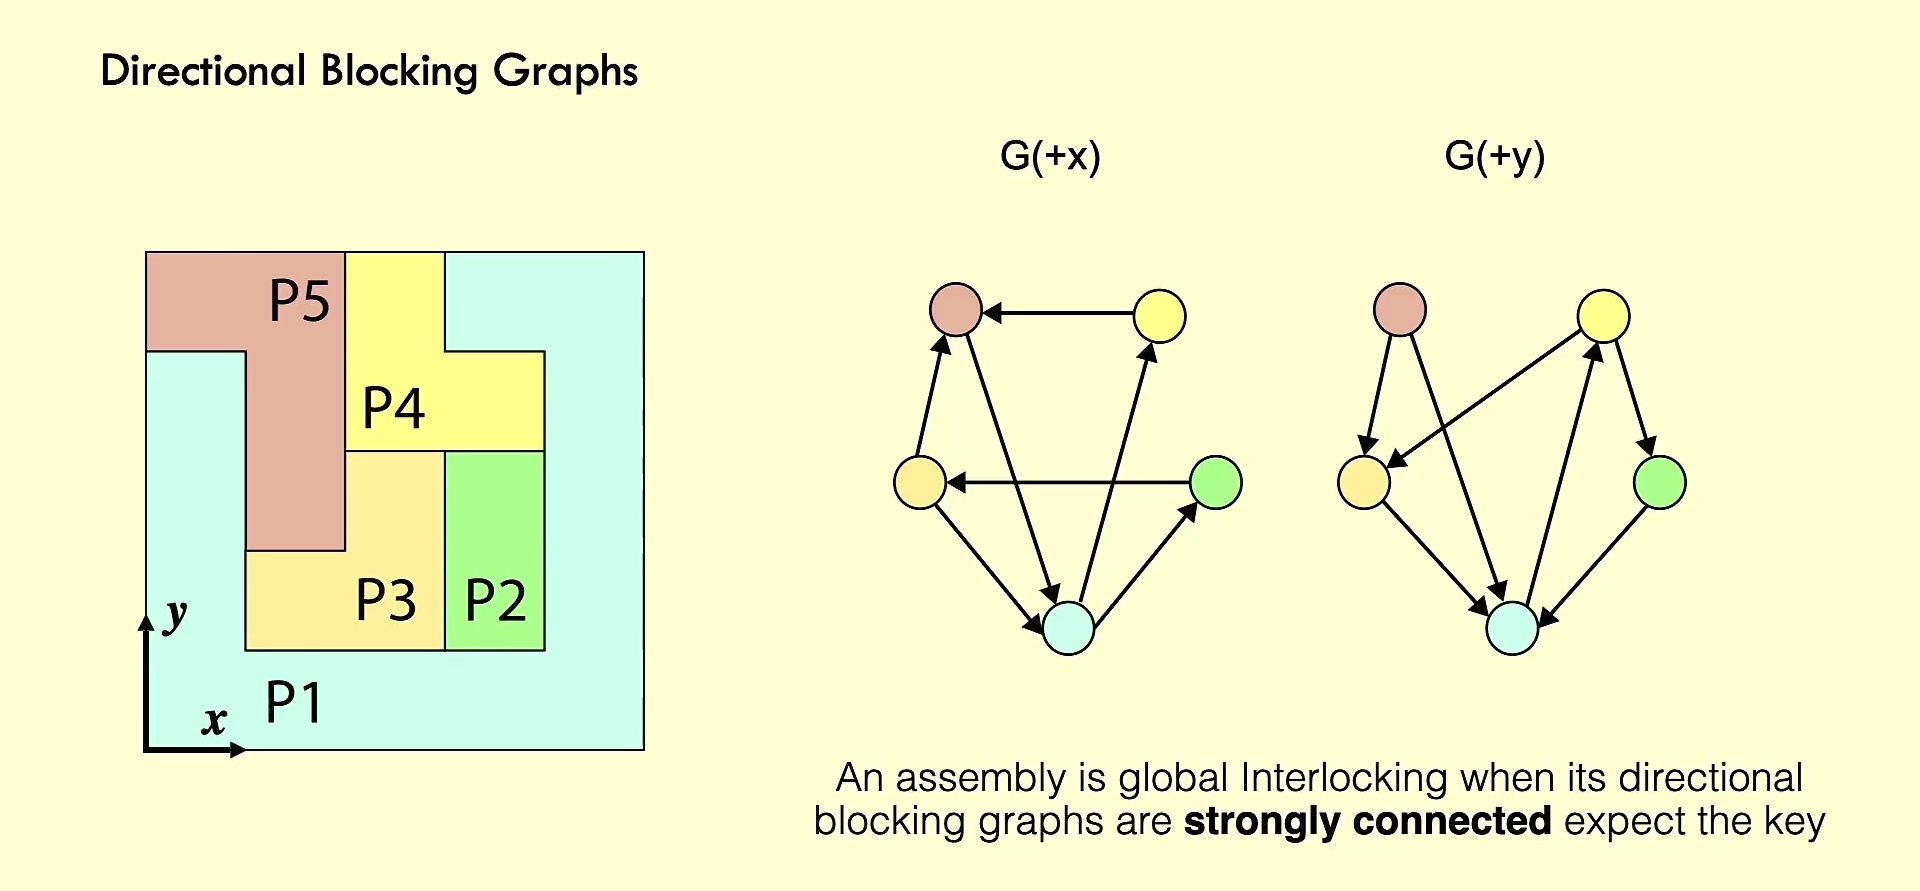 Directional Blocking Graphs
G(+x) G(+y)
P5
P4
P3 P2
y
P1
x
An assembly is global Interlocking when its directional
blocking graphs are strongly connected expect the key